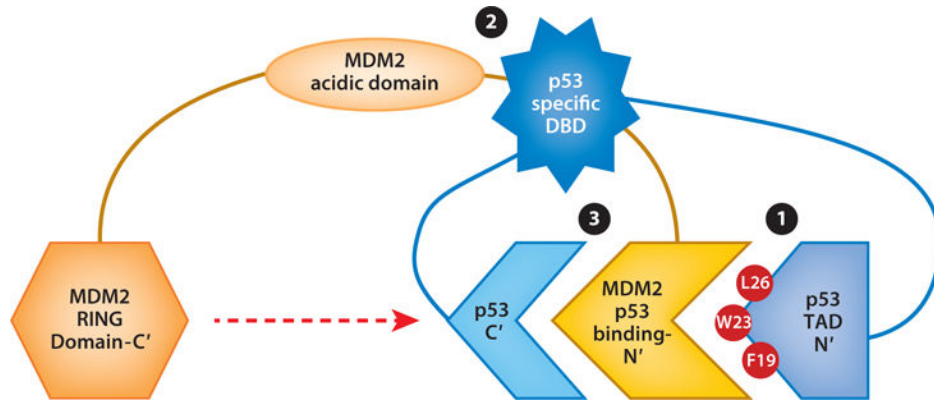 2
MDM2
acidic domain
p53
specific
DBD
3
1
MDM2
RING
Domain-C′
p53
C′
MDM2
p53
binding-
N′
L26
W23
F19
p53
TAD
N′